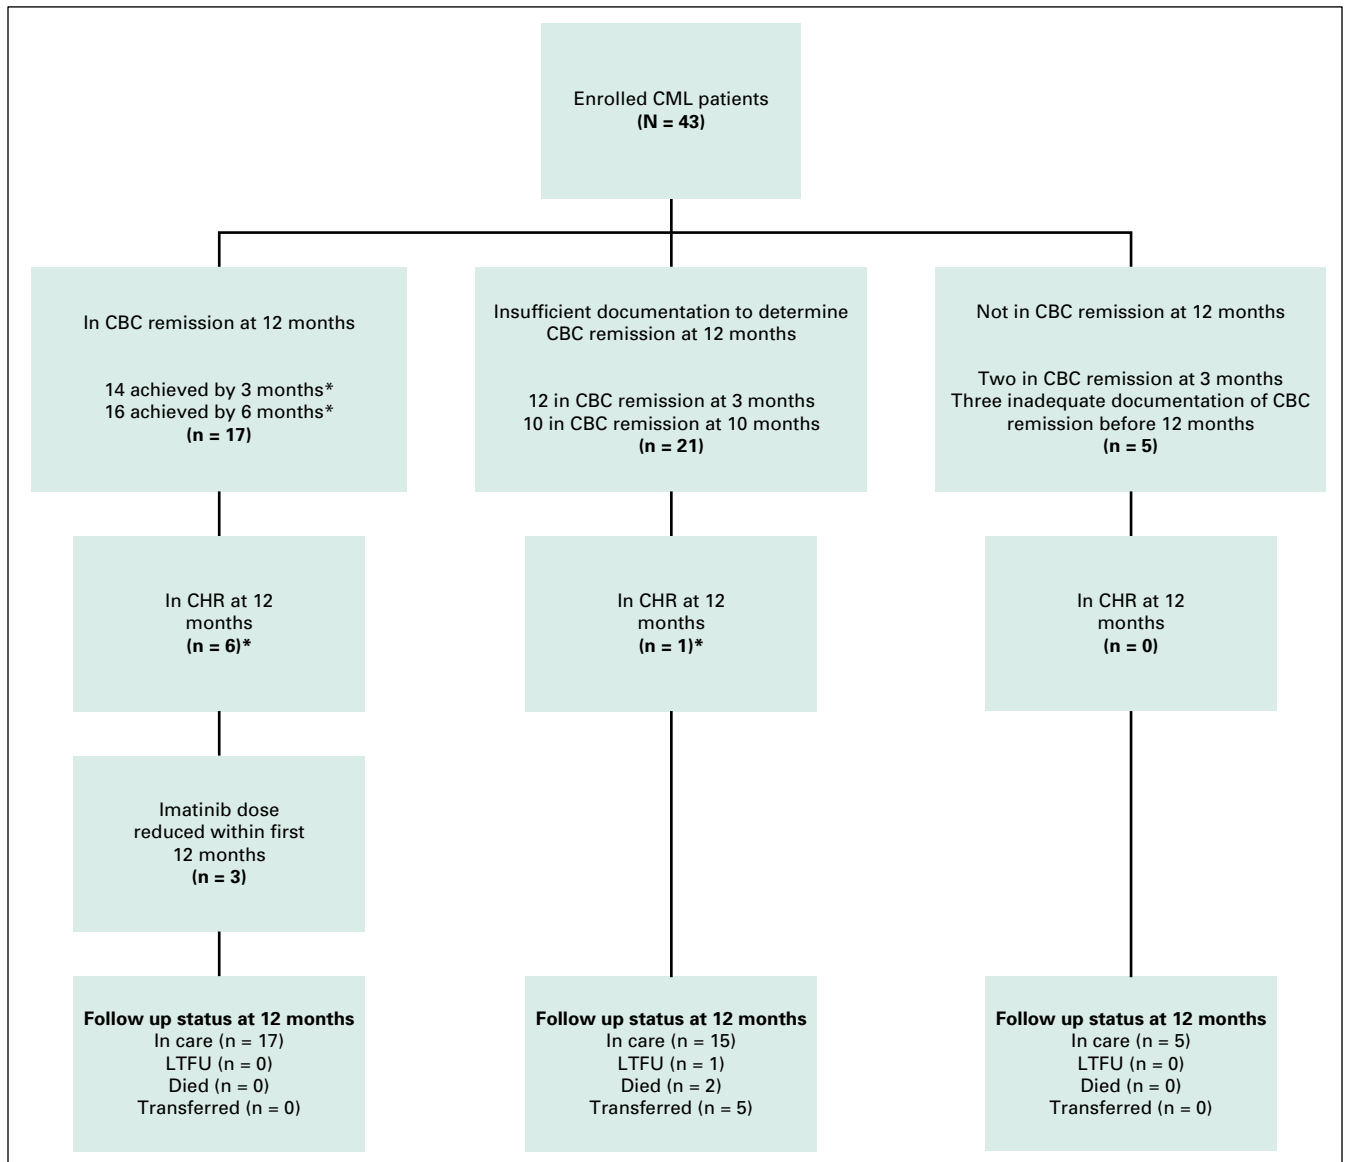 Enrolled CML patients
(N = 43)
In CBC remission at 12 months
14 achieved by 3 months*
16 achieved by 6 months*
(n = 17)
Insufficient documentation to determine
CBC remission at 12 months
12 in CBC remission at 3 months
10 in CBC remission at 10 months
(n = 21)
Not in CBC remission at 12 months
Two in CBC remission at 3 months
Three inadequate documentation of CBC
remission before 12 months
(n = 5)
In CHR at 12
months
(n = 6)*
In CHR at 12
months
(n = 1)*
In CHR at 12
months
(n = 0)
Imatinib dose
reduced within first
12 months
(n = 3)
Follow up status at 12 months
In care (n = 17)
LTFU (n = 0)
Died (n = 0)
Transferred (n = 0)
Follow up status at 12 months
In care (n = 15)
LTFU (n = 1)
Died (n = 2)
Transferred (n = 5)
Follow up status at 12 months
In care (n = 5)
LTFU (n = 0)
Died (n = 0)
Transferred (n = 0)